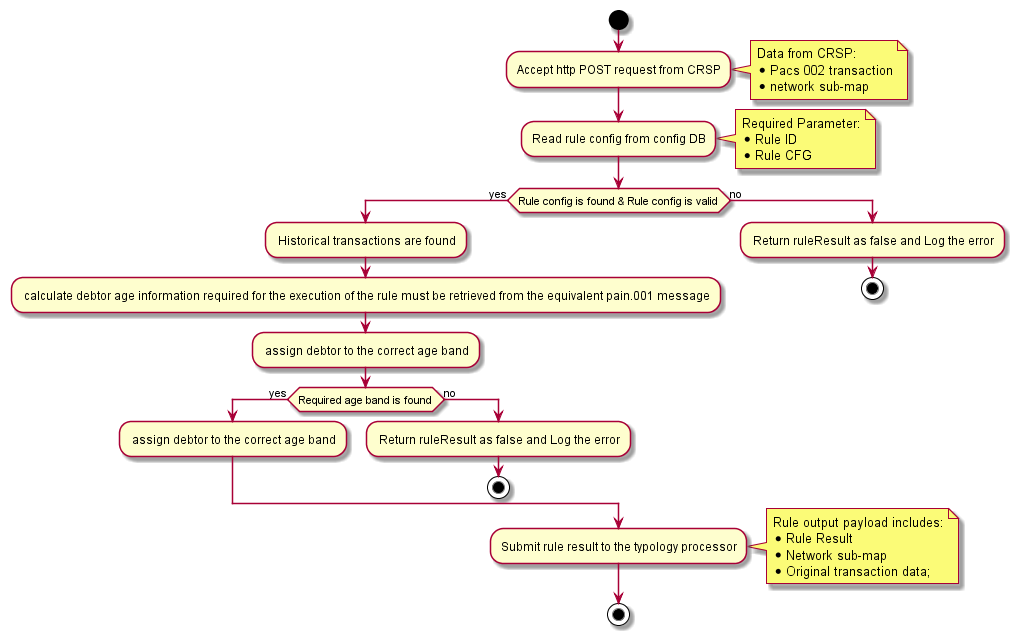 Accept http POST request from CRSP
Data from CRSP:
• Pacs 002 transaction
• network sub-map
Read rule config from config DB
Required Parameter:
• Rule ID
• Rule CFG
yes
Rule config is found & Rule config is valid
no
Historical transactions are found
Return ruleResult as false and Log the error
calculate debtor age information required for the execution of the rule must be retrieved from the equivalent pain.001 message
assign debtor to the correct age band
yes
Required age band is found
no
assign debtor to the correct age band
Return ruleResult as false and Log the error
Submit rule result to the typology processor
Rule output payload includes:
• Rule Result
• Network sub-map
• Original transaction data;